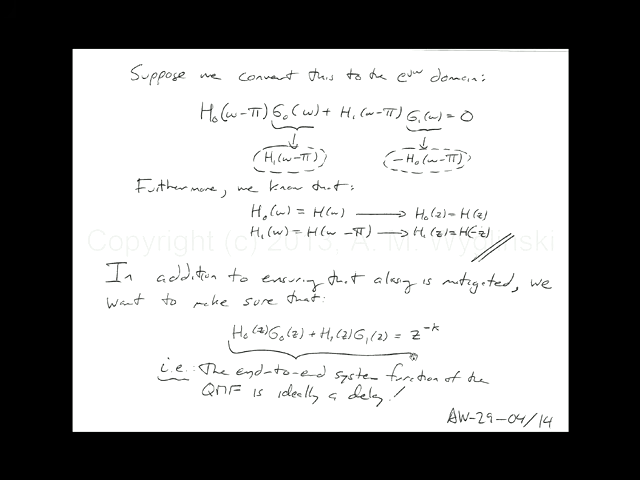 Suppose we convert this to the e^jw domain:
H₀(w-π)G₀(w) + H₁(w-π)G₁(w) = 0
H₁(w-π) -H₀(w-π)
Furthermore, we know that:
H₀(w) = H(w) → H₀(z) = H(z)
H₁(w) = H(w-π) → H₁(z) = H(-z)
Copyright (c) 2013, A. M. Wyglinski
In addition to ensuring that aliasing is mitigated, we
want to make sure that:
H₀(z)G₀(z) + H₁(z)G₁(z) = z^-k
i.e.: The end-to-end system function of the
QMF is ideally a delay!
AW-29-04/14